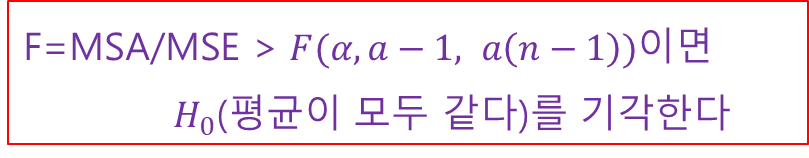 F=MSA/MSE > F(α, a − 1, a(n − 1))이면
H₀(평균이 모두 같다)를 기각한다